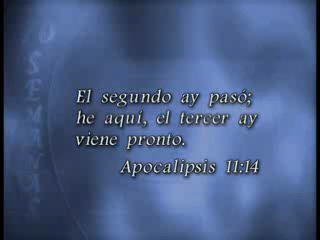 El segundo ay pasó;
he aquí, el tercer ay
viene pronto.
Apocalipsis 11:14